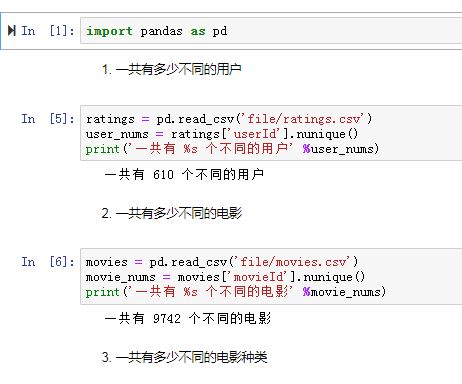 In [1]: import pandas as pd
1. 一共有多少不同的用户
In [5]: ratings = pd.read_csv('file/ratings.csv')
user_nums = ratings['userId'].nunique()
print('一共有 %s 个不同的用户' %user_nums)
一共有 610 个不同的用户
2. 一共有多少不同的电影
In [6]: movies = pd.read_csv('file/movies.csv')
movie_nums = movies['movieId'].nunique()
print('一共有 %s 个不同的电影' %movie_nums)
一共有 9742 个不同的电影
3. 一共有多少不同的电影种类